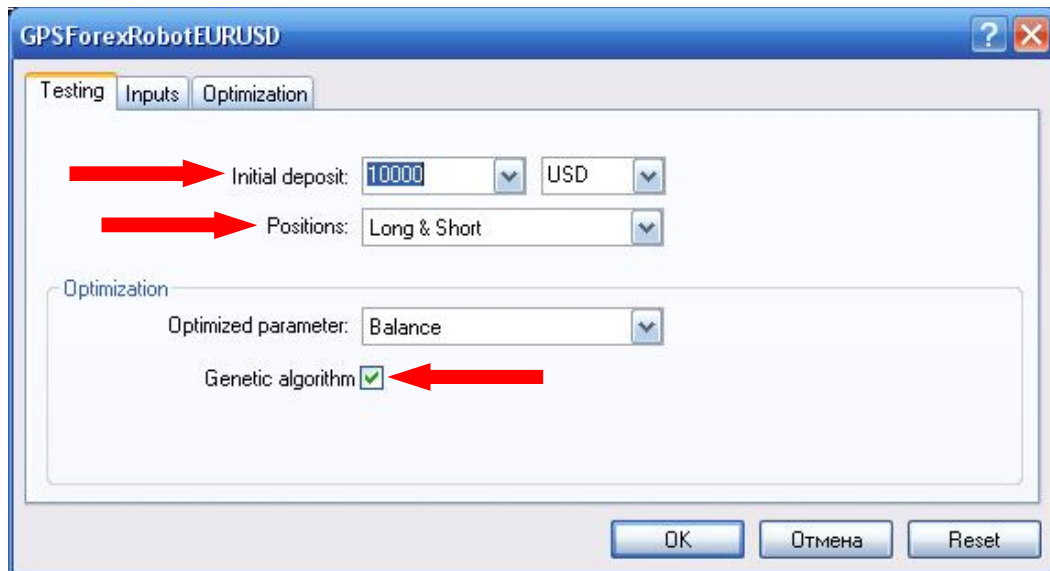 GPSForexRobotEURUSD
Testing Inputs Optimization
Initial deposit: 10000 USD
Positions: Long & Short
Optimization
Optimized parameter: Balance
Genetic algorithm
OK Отмена Reset